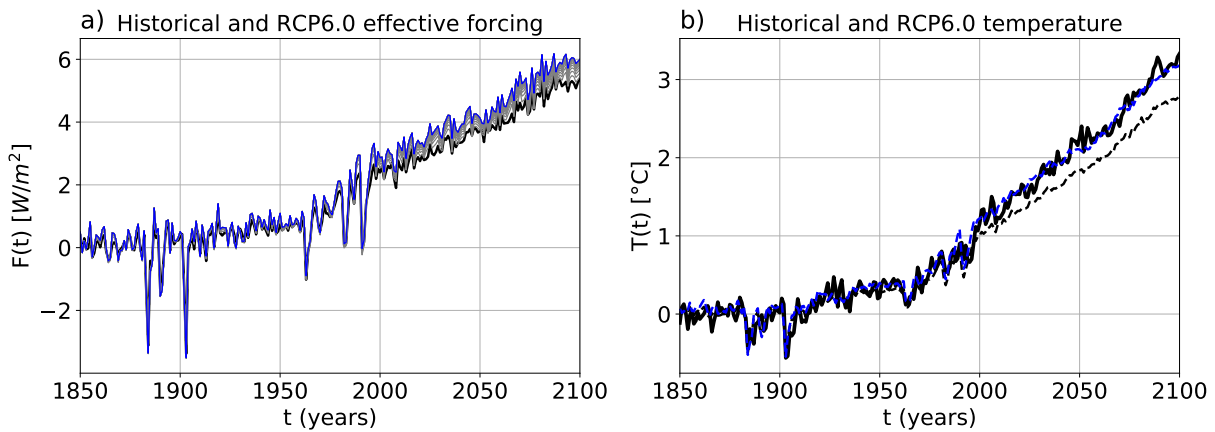 a) Historical and RCP6.0 effective forcing
F(t) [W/m²]
6
4
2
0
−2
1850 1900 1950 2000 2050 2100
t (years)
b) Historical and RCP6.0 temperature
T(t) [°C]
3
2
1
0
1850 1900 1950 2000 2050 2100
t (years)